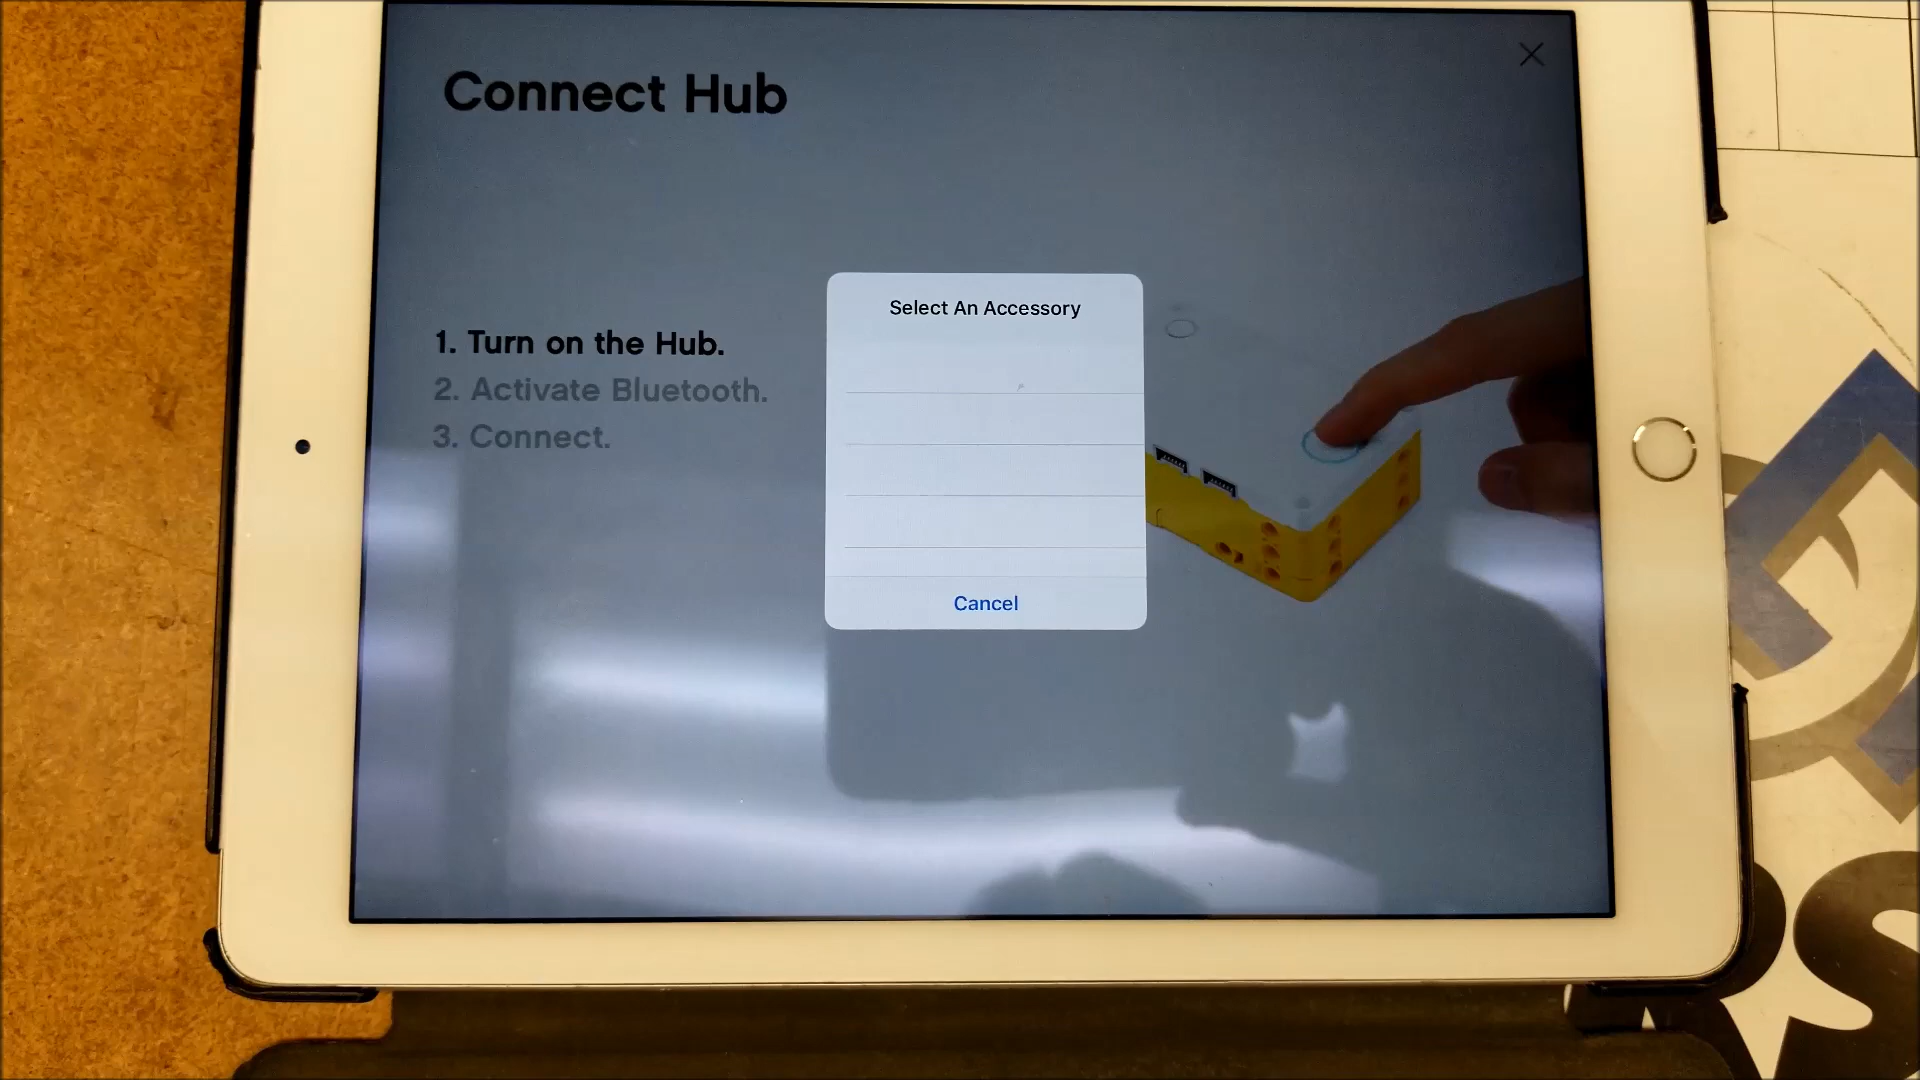 Connect Hub
1. Turn on the Hub.
2. Activate Bluetooth.
3. Connect.
Select An Accessory
Cancel